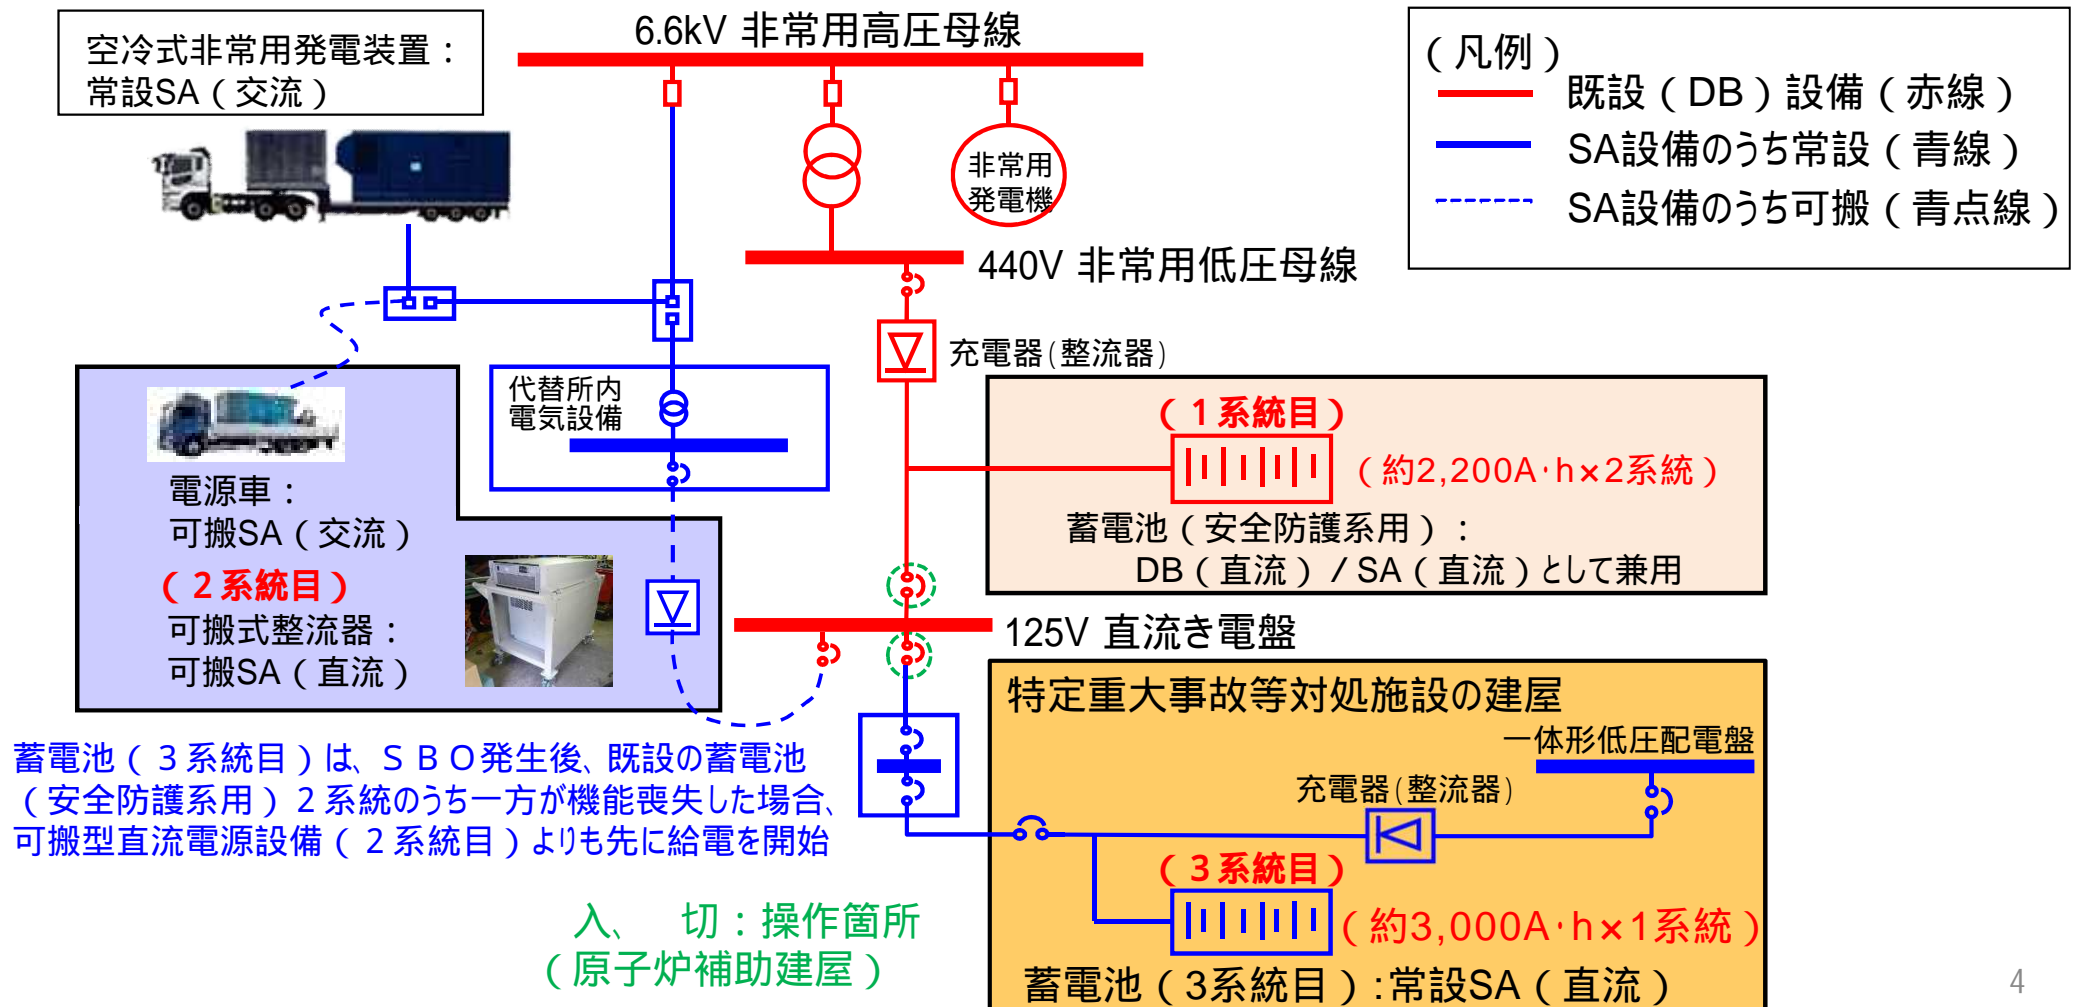 空冷式非常用発電装置：
常設SA（交流）
6.6kV 非常用高圧母線
（凡例）
既設（DB）設備（赤線）
SA設備のうち常設（青線）
SA設備のうち可搬（青点線）
非常用
発電機
440V 非常用低圧母線
充電器(整流器)
代替所内
電気設備
（１系統目）
（約2,200A･h×2系統）
蓄電池（安全防護系用）：
DB（直流）/SA（直流）として兼用
電源車：
可搬SA（交流）
（２系統目）
可搬式整流器：
可搬SA（直流）
125V 直流き電盤
特定重大事故等対処施設の建屋
一体形低圧配電盤
充電器(整流器)
（３系統目）
（約3,000A･h×1系統）
蓄電池（3系統目）:常設SA（直流）
蓄電池（３系統目）は、ＳＢＯ発生後、既設の蓄電池
（安全防護系用）２系統のうち一方が機能喪失した場合、
可搬型直流電源設備（２系統目）よりも先に給電を開始
入、　切：操作箇所
（原子炉補助建屋）
4